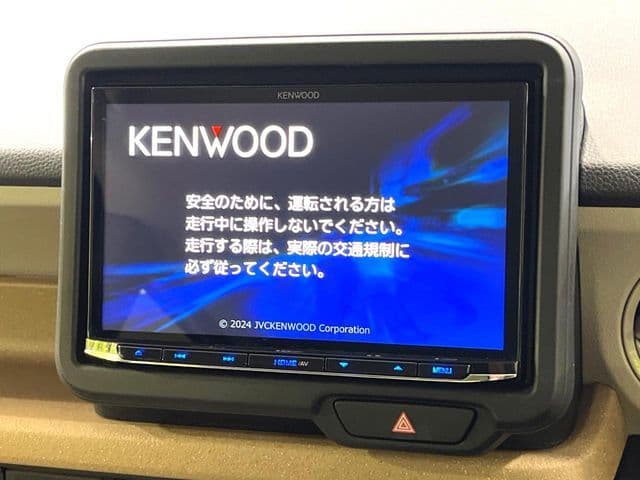 KENWOOD
KENWOOD
安全のために、運転される方は
走行中に操作しないでください。
走行する際は、実際の交通規制に
必ず従ってください。
© 2024 JVCKENWOOD Corporation
HOME/AV
MENU